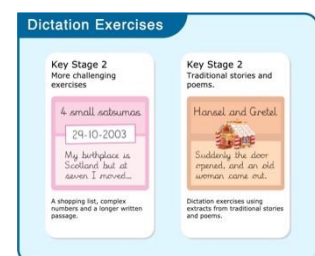 Dictation Exercises
Key Stage 2
More challenging
exercises
4 small satsumas
29-10-2003
My birthplace is
Scotland but at
seven I moved...
A shopping list, complex
numbers and a longer written
passage.
Key Stage 2
Traditional stories and
poems.
Hansel and Gretel
Suddenly the door
opened, and an old
woman came out.
Dictation exercises using
extracts from traditional stories
and poems.